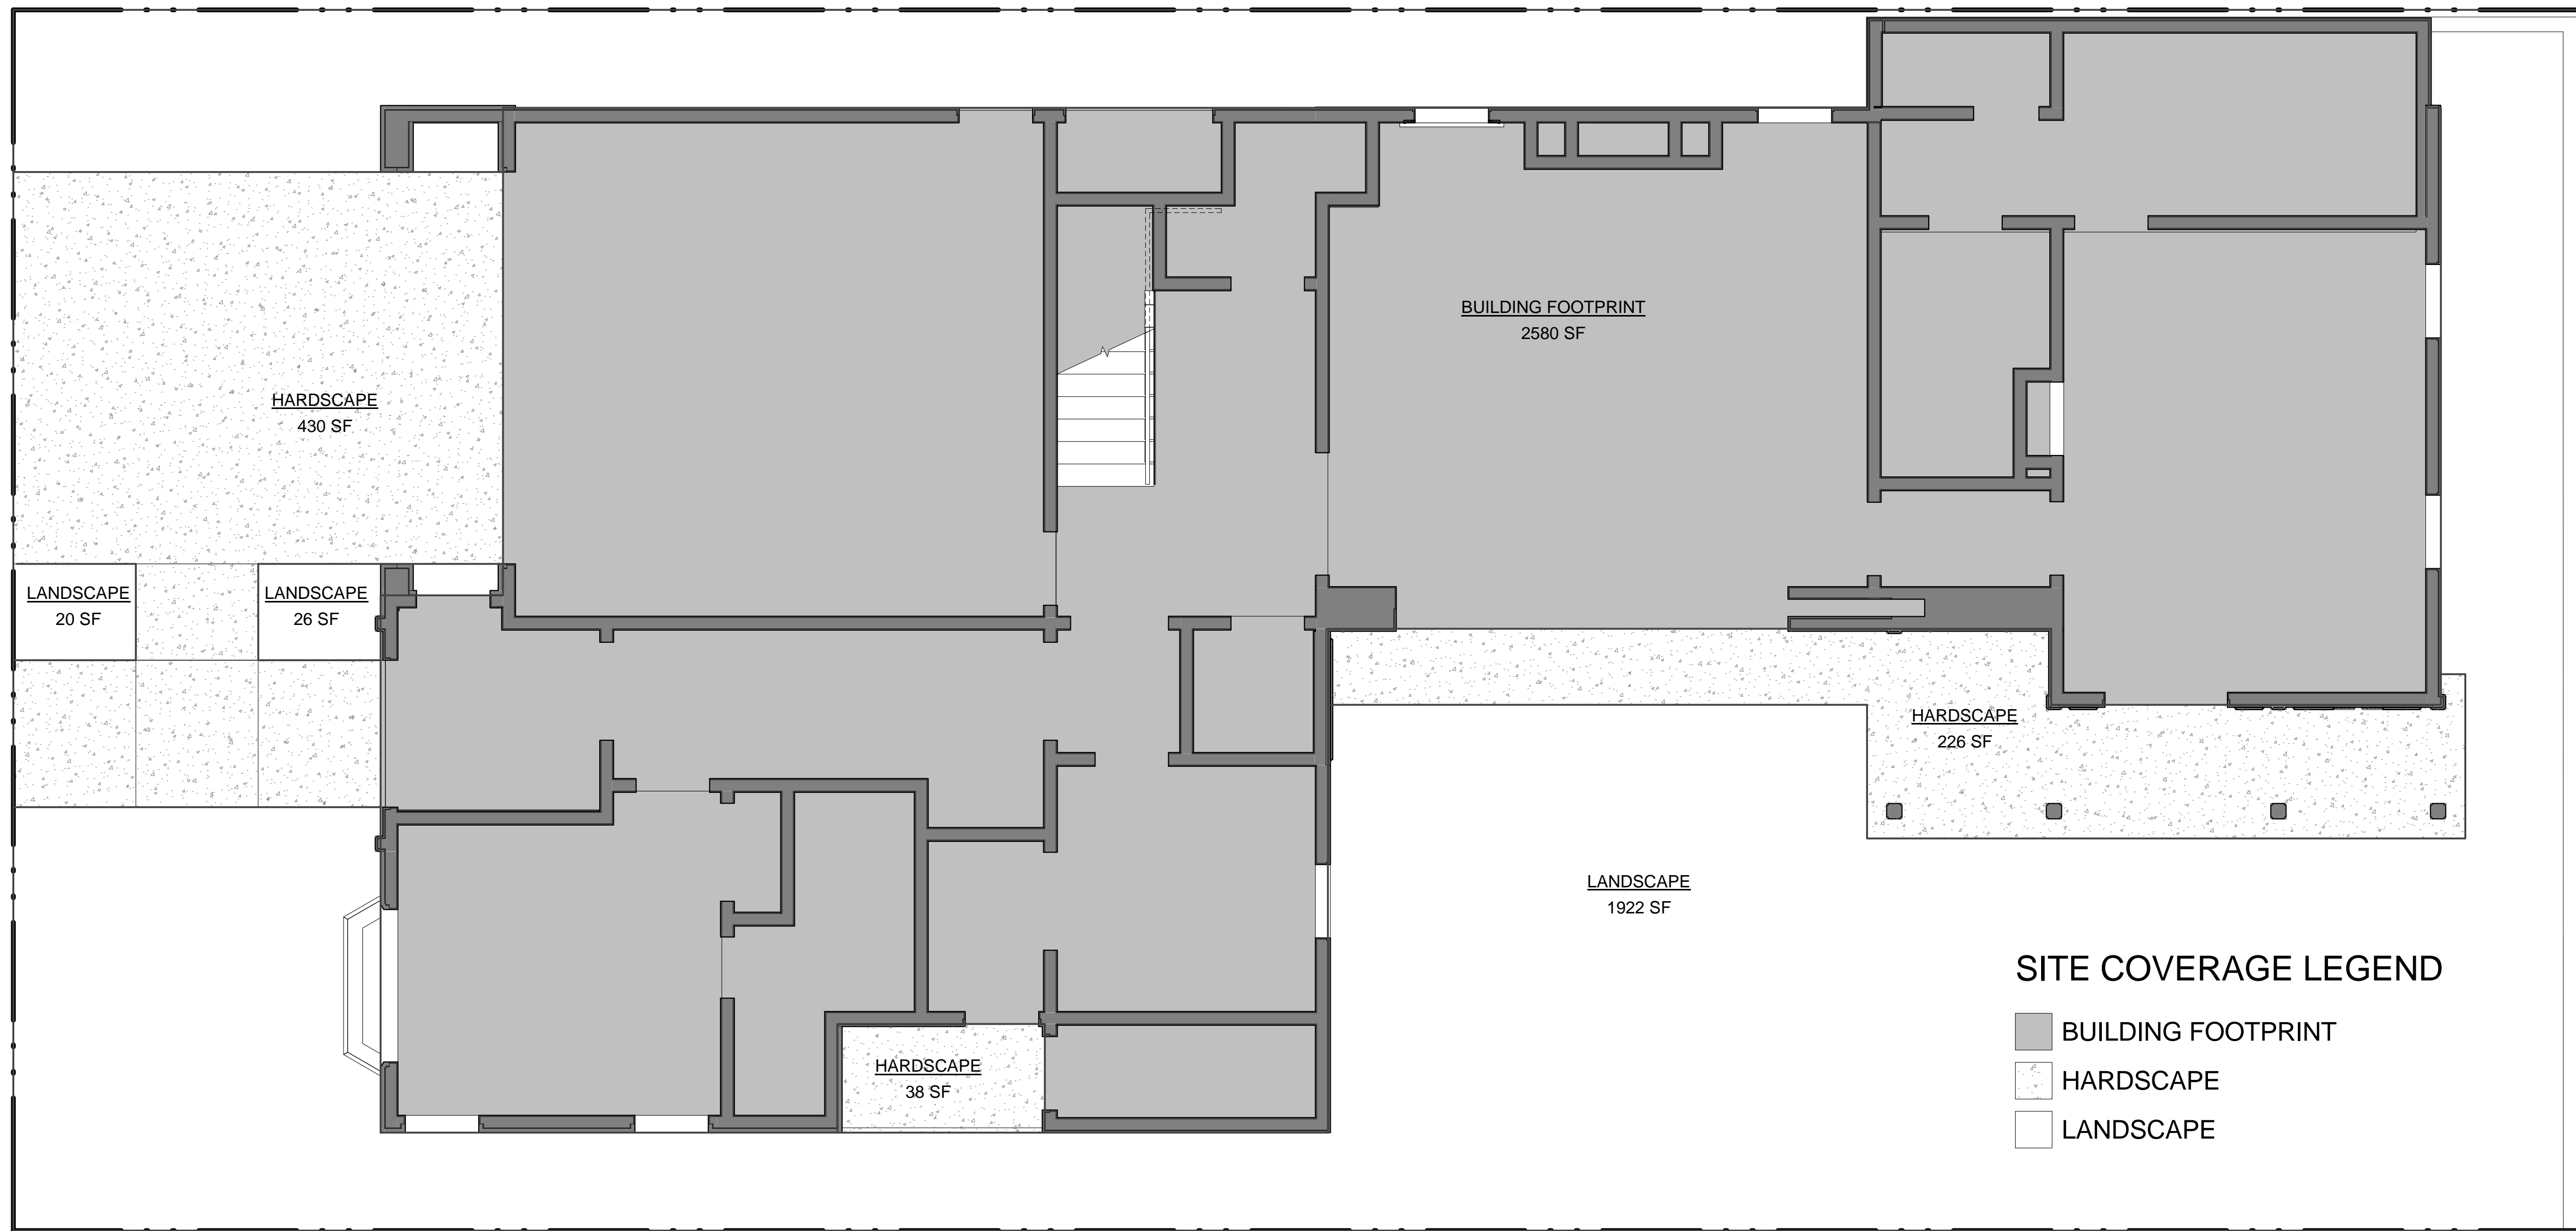 BUILDING FOOTPRINT
2580 SF
HARDSCAPE
430 SF
LANDSCAPE
20 SF
LANDSCAPE
26 SF
HARDSCAPE
226 SF
LANDSCAPE
1922 SF
HARDSCAPE
38 SF
SITE COVERAGE LEGEND
BUILDING FOOTPRINT
HARDSCAPE
LANDSCAPE